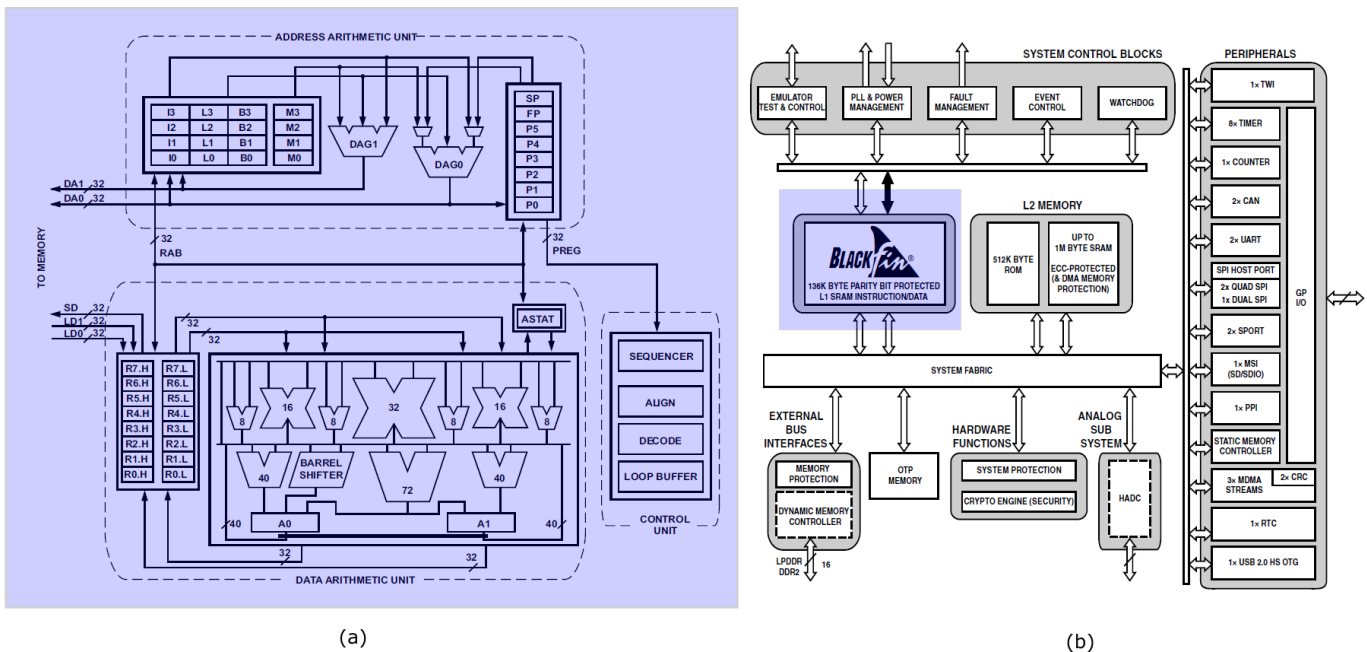 ADDRESS ARITHMETIC UNIT
I3 L3 B3 M3
I2 L2 B2 M2
I1 L1 B1 M1
I0 L0 B0 M0
DAG1
DAG0
SP
FP
P5
P4
P3
P2
P1
P0
DA1 32
DA0 32
32
RAB
32
PREG
TO MEMORY
SD 32
LD1 32
LD0 32
32
32
ASTAT
R7.H R7.L
R6.H R6.L
R5.H R5.L
R4.H R4.L
R3.H R3.L
R2.H R2.L
R1.H R1.L
R0.H R0.L
16 32 16
8 8 8 8
BARREL
SHIFTER
40 72 40
40 A0 A1 40
32 32
DATA ARITHMETIC UNIT
SEQUENCER
ALIGN
DECODE
LOOP BUFFER
CONTROL
UNIT
(a)
SYSTEM CONTROL BLOCKS
EMULATOR
TEST & CONTROL
PLL & POWER
MANAGEMENT
FAULT
MANAGEMENT
EVENT
CONTROL
WATCHDOG
BLACKfin®
136K BYTE PARITY BIT PROTECTED
L1 SRAM INSTRUCTION/DATA
L2 MEMORY
512K BYTE
ROM
UP TO
1M BYTE SRAM
ECC-PROTECTED
(& DMA MEMORY
PROTECTION)
SYSTEM FABRIC
EXTERNAL
BUS
INTERFACES
MEMORY
PROTECTION
DYNAMIC MEMORY
CONTROLLER
LPDDR
DDR2
16
OTP
MEMORY
HARDWARE
FUNCTIONS
SYSTEM PROTECTION
CRYPTO ENGINE (SECURITY)
ANALOG
SUB
SYSTEM
HADC
PERIPHERALS
1× TWI
8× TIMER
1× COUNTER
2× CAN
2× UART
SPI HOST PORT
2× QUAD SPI
1× DUAL SPI
2× SPORT
1× MSI
(SD/SDIO)
1× PPI
STATIC MEMORY
CONTROLLER
3× MDMA
STREAMS
2× CRC
1× RTC
1× USB 2.0 HS OTG
GP
I/O
(b)